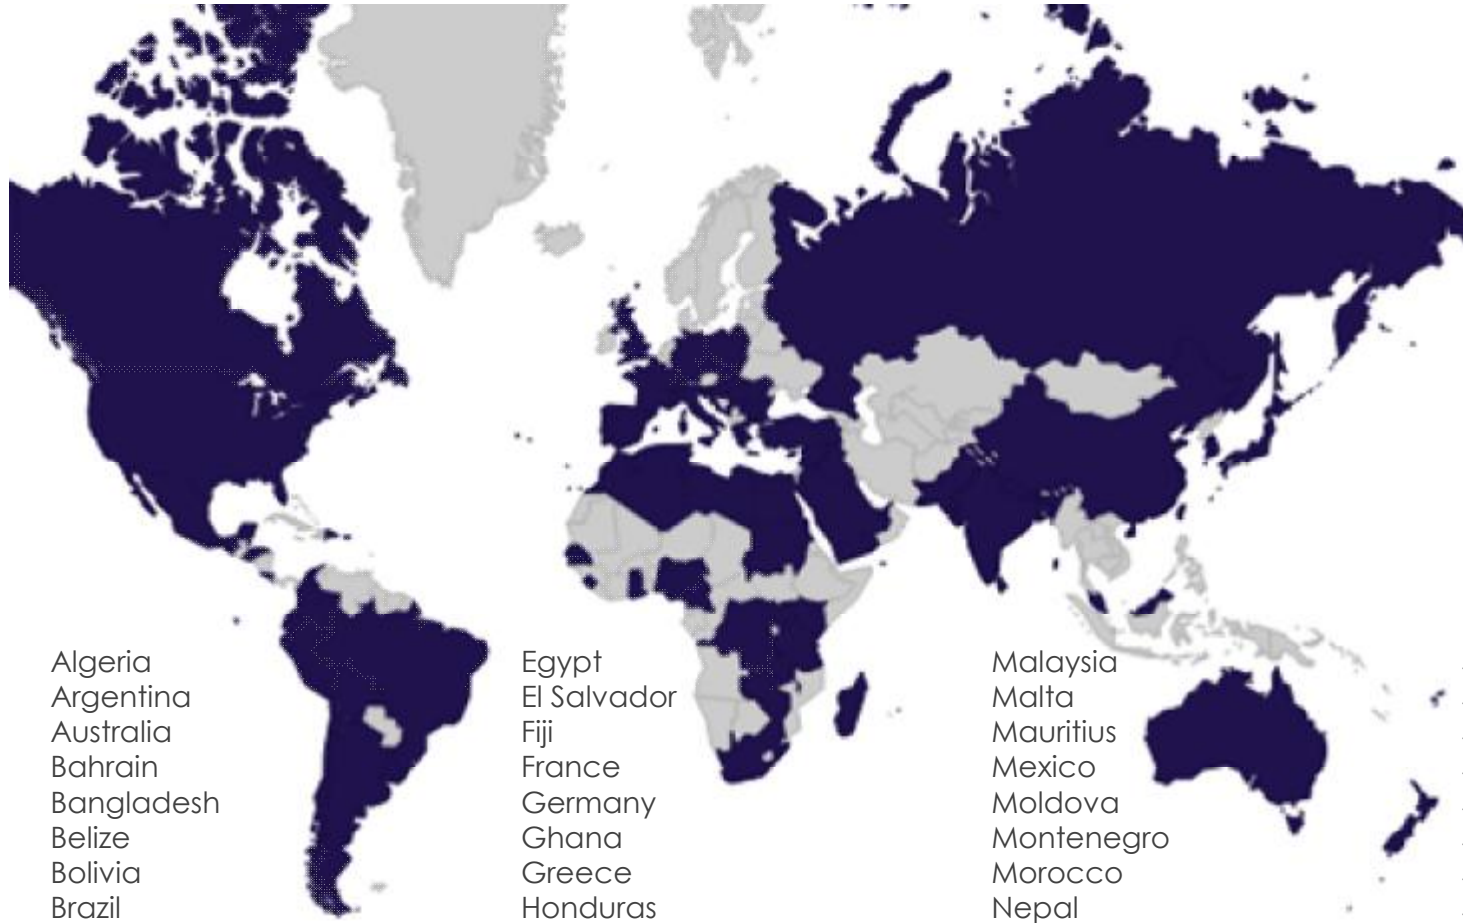 Algeria
Argentina
Australia
Bahrain
Bangladesh
Belize
Bolivia
Brazil
Egypt
El Salvador
Fiji
France
Germany
Ghana
Greece
Honduras
Malaysia
Malta
Mauritius
Mexico
Moldova
Montenegro
Morocco
Nepal